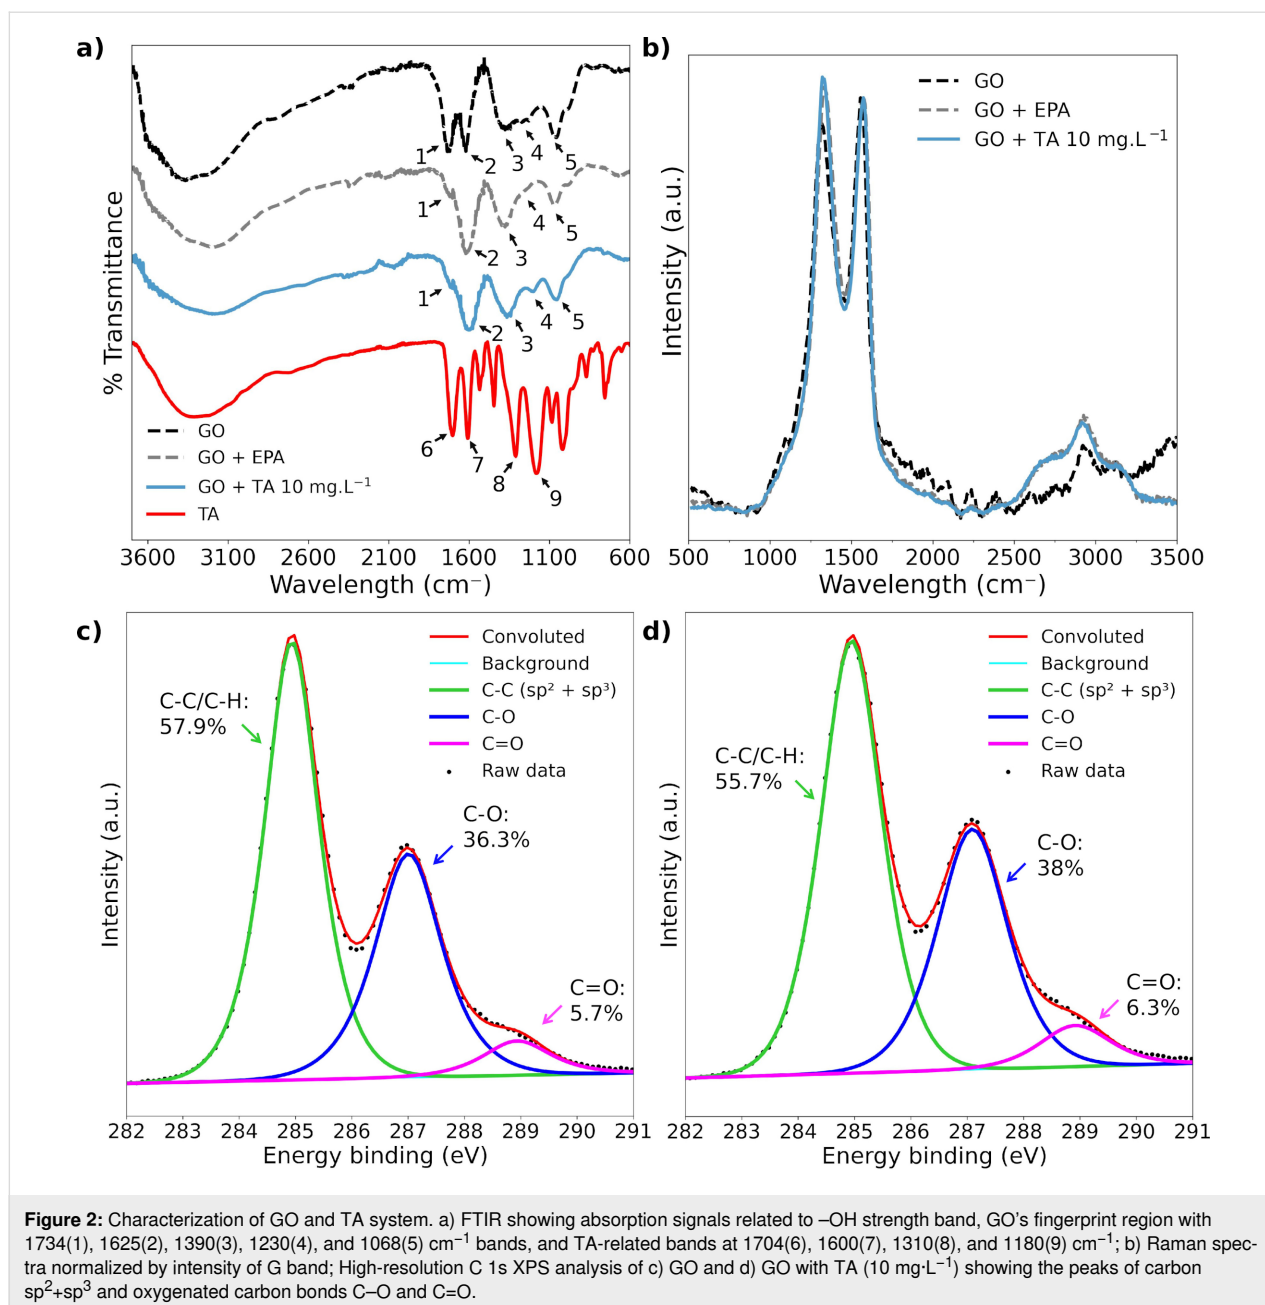 a)
% Transmittance
1
2
3
4
5
1
2
3
4
5
1
2
3
4
5
6
7
8
9
GO
GO + EPA
GO + TA 10 mg.L⁻¹
TA
3600 3100 2600 2100 1600 1100 600
Wavelength (cm⁻)
b)
Intensity (a.u.)
GO
GO + EPA
GO + TA 10 mg.L⁻¹
500 1000 1500 2000 2500 3000 3500
Wavelength (cm⁻)
c)
Intensity (a.u.)
Convoluted
Background
C-C (sp² + sp³)
C-O
C=O
Raw data
C-C/C-H:
57.9%
C-O:
36.3%
C=O:
5.7%
282 283 284 285 286 287 288 289 290 291
Energy binding (eV)
d)
Intensity (a.u.)
Convoluted
Background
C-C (sp² + sp³)
C-O
C=O
Raw data
C-C/C-H:
55.7%
C-O:
38%
C=O:
6.3%
282 283 284 285 286 287 288 289 290 291
Energy binding (eV)
Figure 2: Characterization of GO and TA system. a) FTIR showing absorption signals related to –OH strength band, GO's fingerprint region with
1734(1), 1625(2), 1390(3), 1230(4), and 1068(5) cm⁻¹ bands, and TA-related bands at 1704(6), 1600(7), 1310(8), and 1180(9) cm⁻¹; b) Raman spec-
tra normalized by intensity of G band; High-resolution C 1s XPS analysis of c) GO and d) GO with TA (10 mg·L⁻¹) showing the peaks of carbon
sp²+sp³ and oxygenated carbon bonds C–O and C=O.